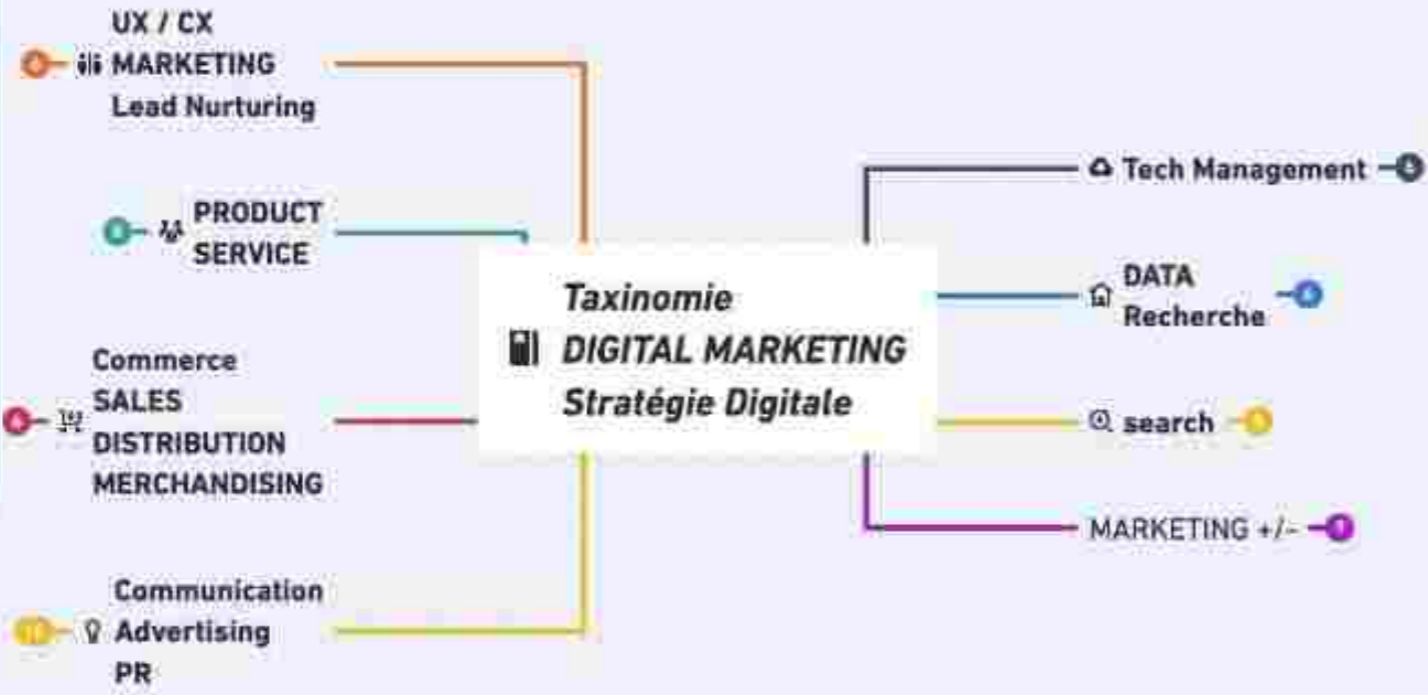 UX / CX
MARKETING
Lead Nurturing
PRODUCT
SERVICE
Commerce
SALES
DISTRIBUTION
MERCHANDISING
Communication
Advertising
PR
Taxinomie
DIGITAL MARKETING
Stratégie Digitale
Tech Management
DATA
Recherche
search
MARKETING +/-